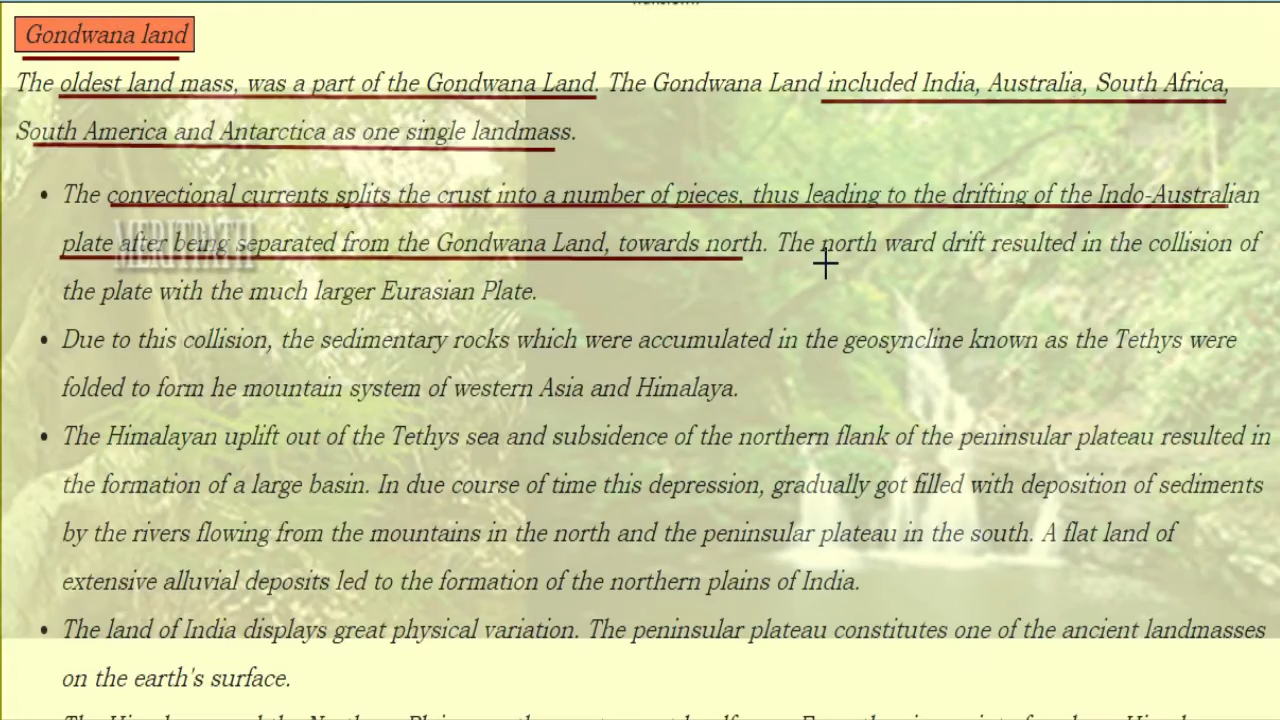 Gondwana land
The oldest land mass, was a part of the Gondwana Land. The Gondwana Land included India, Australia, South Africa,
South America and Antarctica as one single landmass.
• The convectional currents splits the crust into a number of pieces, thus leading to the drifting of the Indo-Australian
plate after being separated from the Gondwana Land, towards north. The north ward drift resulted in the collision of
MERITPATH
the plate with the much larger Eurasian Plate.
• Due to this collision, the sedimentary rocks which were accumulated in the geosyncline known as the Tethys were
folded to form he mountain system of western Asia and Himalaya.
• The Himalayan uplift out of the Tethys sea and subsidence of the northern flank of the peninsular plateau resulted in
the formation of a large basin. In due course of time this depression, gradually got filled with deposition of sediments
by the rivers flowing from the mountains in the north and the peninsular plateau in the south. A flat land of
extensive alluvial deposits led to the formation of the northern plains of India.
• The land of India displays great physical variation. The peninsular plateau constitutes one of the ancient landmasses
on the earth's surface.